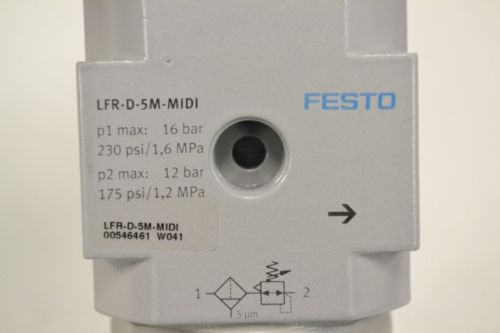 LFR-D-5M-MIDI
FESTO
p1 max: 16 bar
230 psi/1,6 MPa
p2 max: 12 bar
175 psi/1,2 MPa
LFR-D-5M-MIDI
00546461 W041
1
2
5 µm